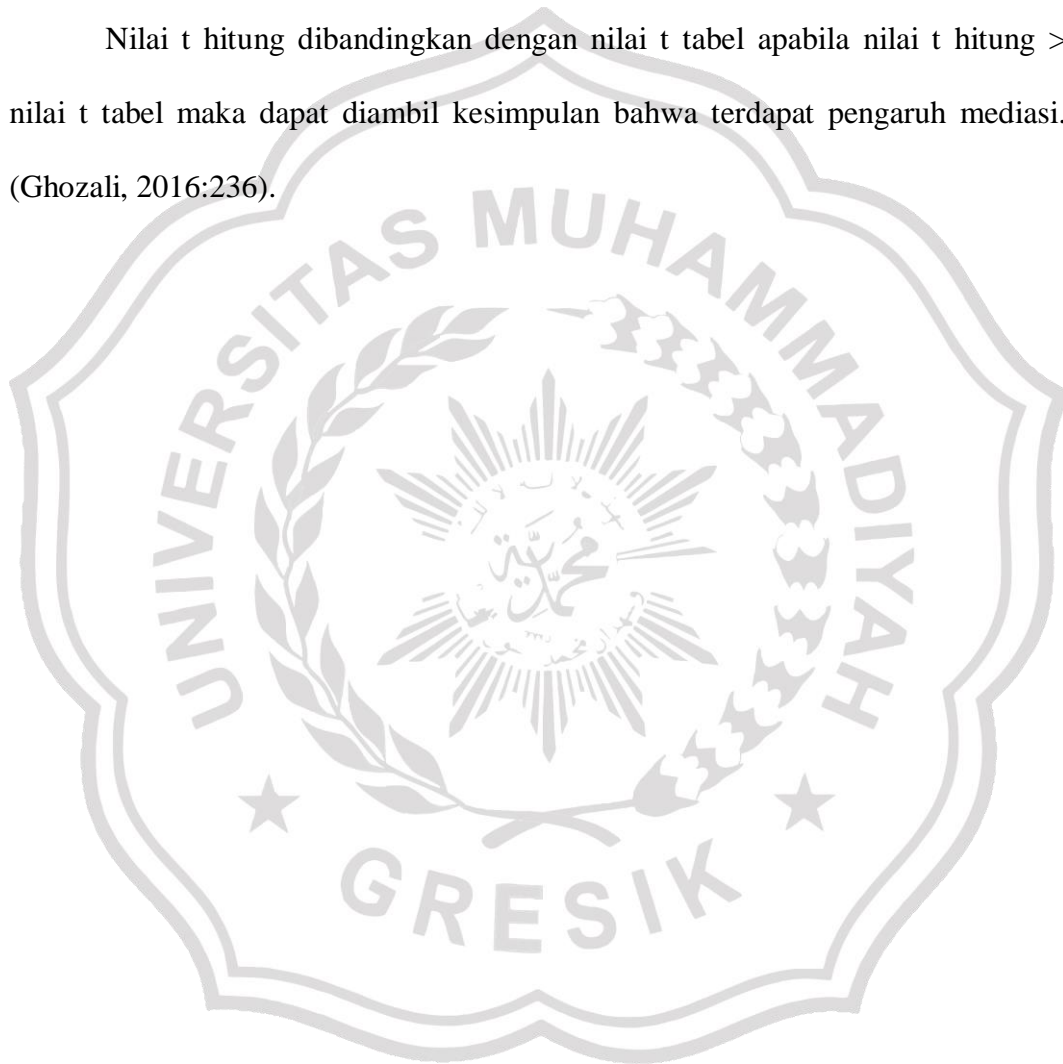 Nilai t hitung dibandingkan dengan nilai t tabel apabila nilai t hitung >
nilai t tabel maka dapat diambil kesimpulan bahwa terdapat pengaruh mediasi.
(Ghozali, 2016:236).
UNIVERSITAS MUHAMMADIYAH
GRESIK
محمدية